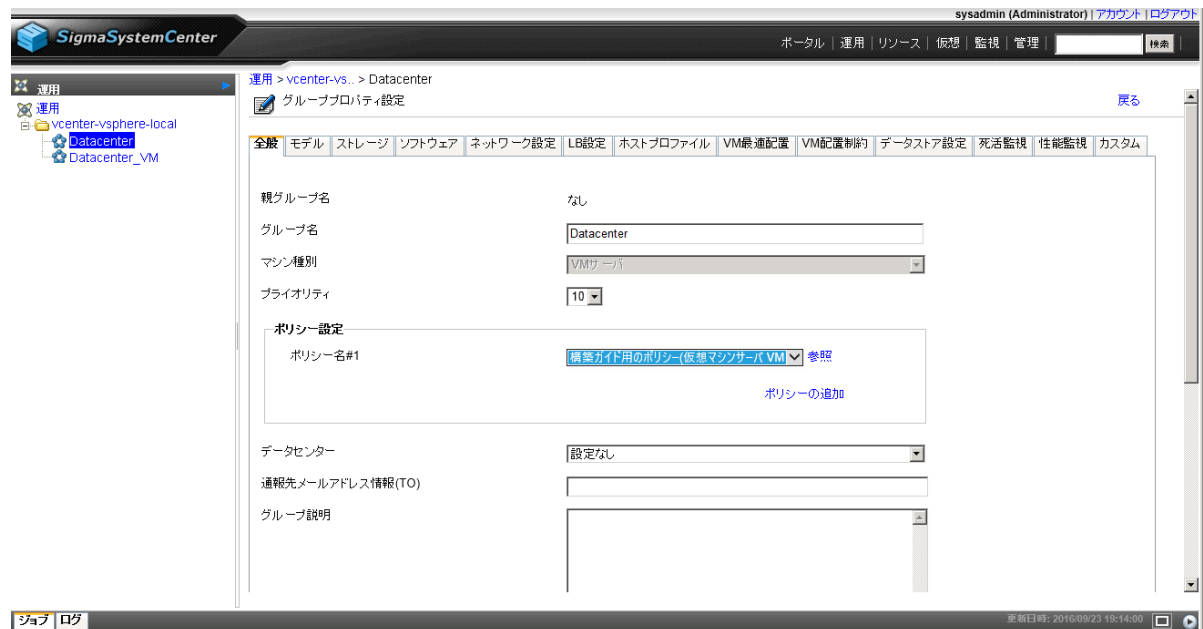 sysadmin (Administrator) | アカウント | ログアウト
SigmaSystemCenter
ポータル | 運用 | リソース | 仮想 | 監視 | 管理 | 検索
運用
運用
vcenter-vsphere-local
Datacenter
Datacenter_VM
運用 > vcenter-vs.. > Datacenter
グループプロパティ設定
戻る
全般 モデル ストレージ ソフトウェア ネットワーク設定 LB設定 ホストプロファイル VM最適配置 VM配置制約 データストア設定 死活監視 性能監視 カスタム
親グループ名 なし
グループ名 Datacenter
マシン種別 VMサーバ
プライオリティ 10
ポリシー設定
ポリシー名#1 構築ガイド用のポリシー(仮想マシンサーバ VM 参照
ポリシーの追加
データセンター 設定なし
通報先メールアドレス情報(TO)
グループ説明
ジョブ ログ 更新日時: 2016/09/23 19:14:00